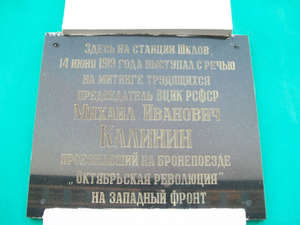 Здесь на станции Шклов
14 июня 1919 года выступал с речью
на митинге трудящихся
председатель ВЦИК РСФСР
Михаил Иванович
Калинин
проезжавший на бронепоезде
„Октябрьская революция"
на Западный фронт